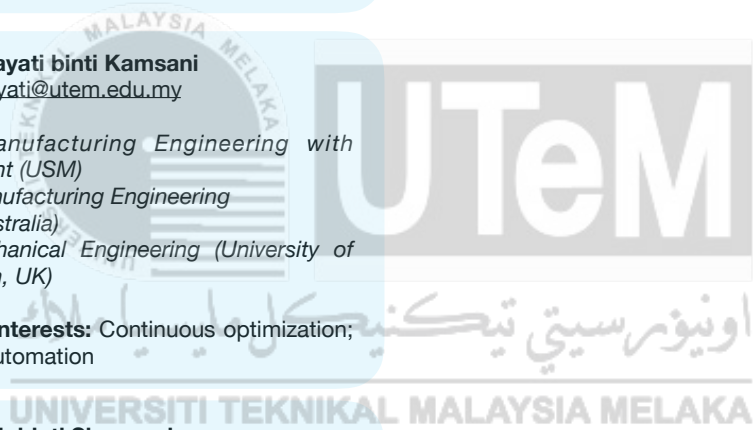 MALAYSIA
ayati binti Kamsani
yati@utem.edu.my
anufacturing Engineering with
nt (USM)
nufacturing Engineering
stralia)
hanical Engineering (University of
n, UK)
nterests: Continuous optimization;
utomation
UTeM
اونيۏرسيتي تيكنيكل مليسيا ملاك
UNIVERSITI TEKNIKAL MALAYSIA MELAKA